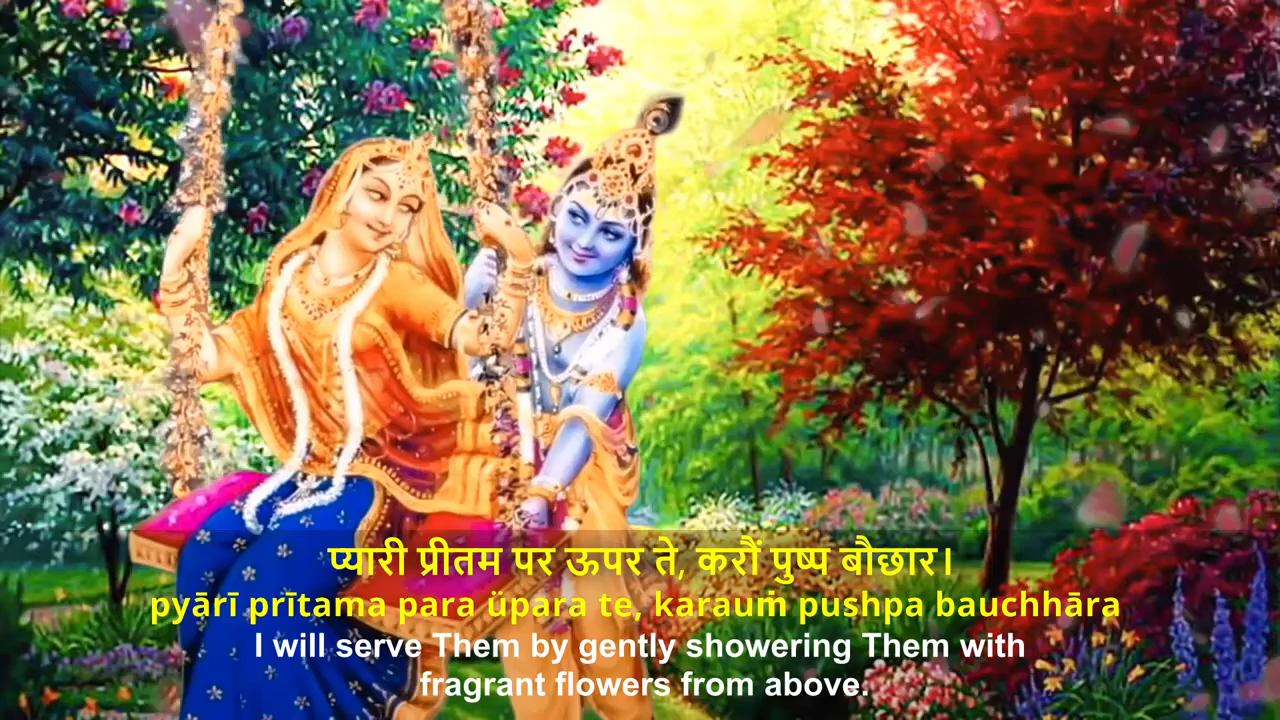 प्यारी प्रीतम पर ऊपर ते, करौं पुष्प बौछार।
pyārī prītama para üpara te, karauṁ pushpa bauchhāra
I will serve Them by gently showering Them with
fragrant flowers from above.